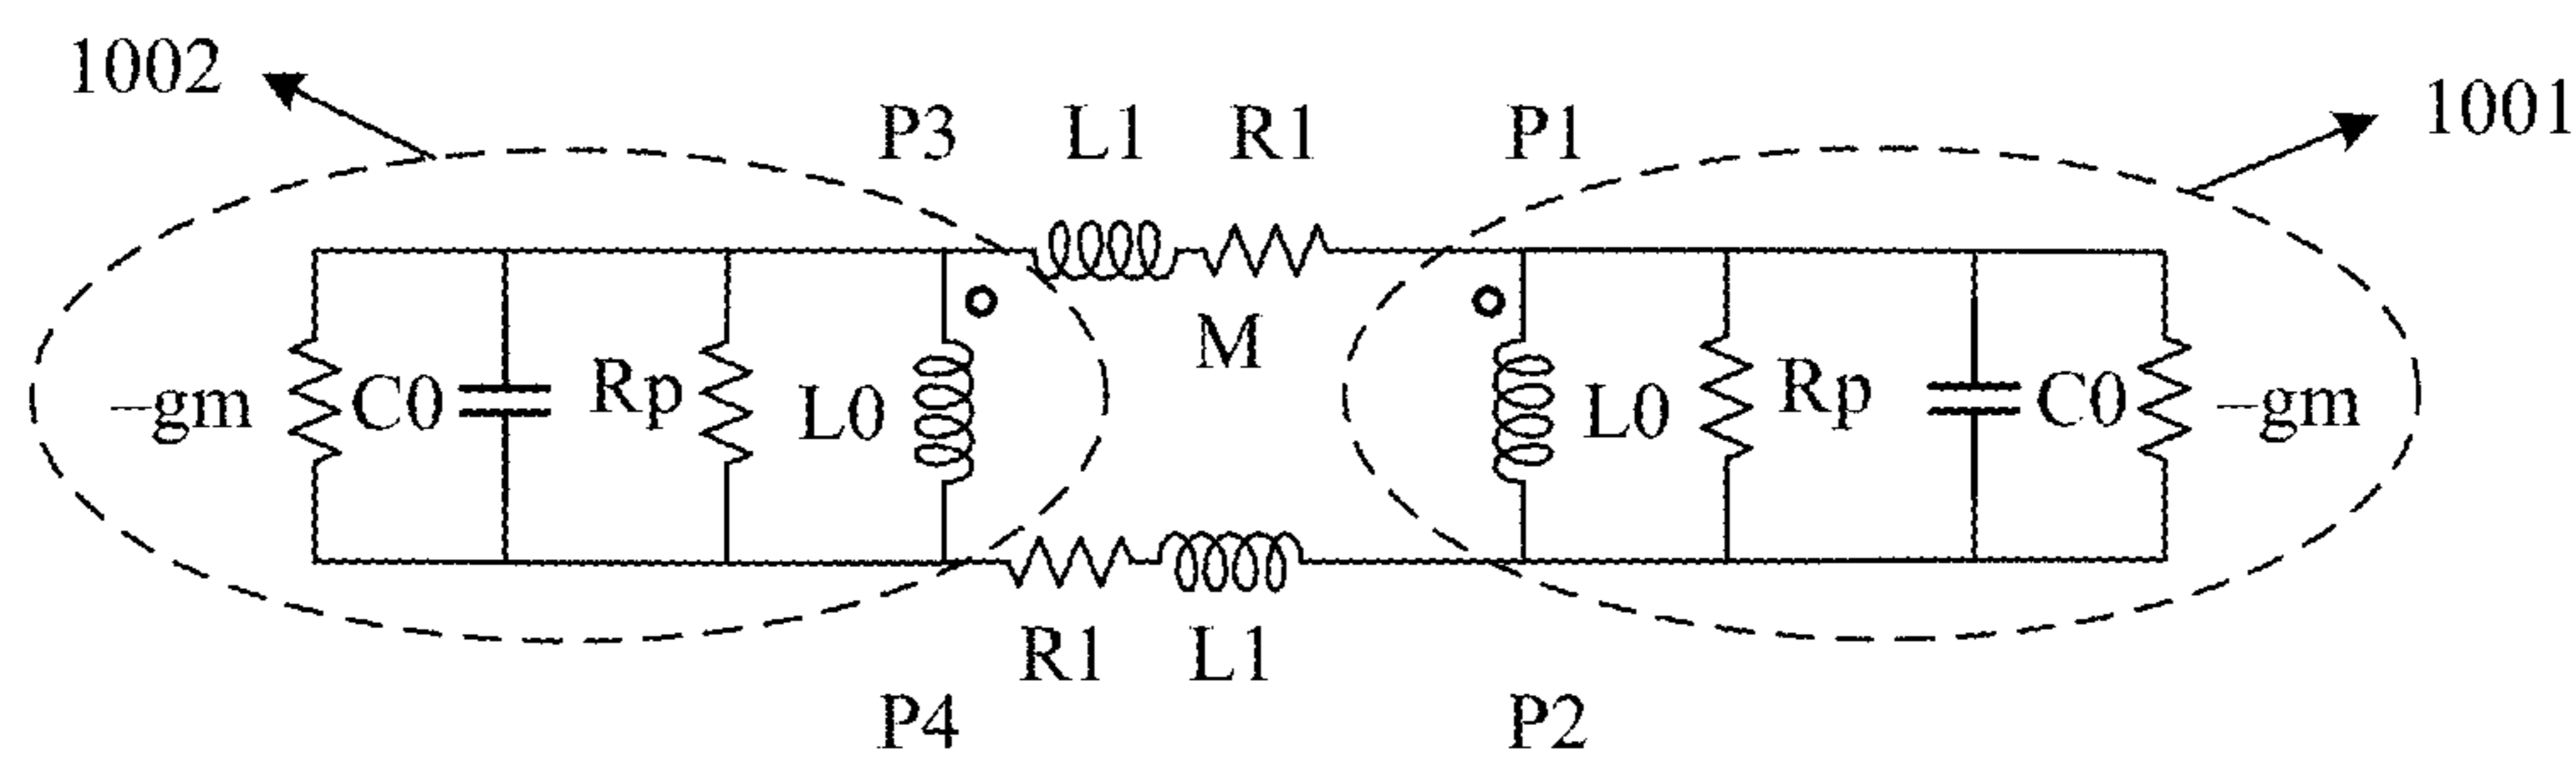 1002
1001
P3 L1 R1 P1
M
–gm C0 Rp L0 L0 Rp C0 –gm
R1 L1
P4 P2